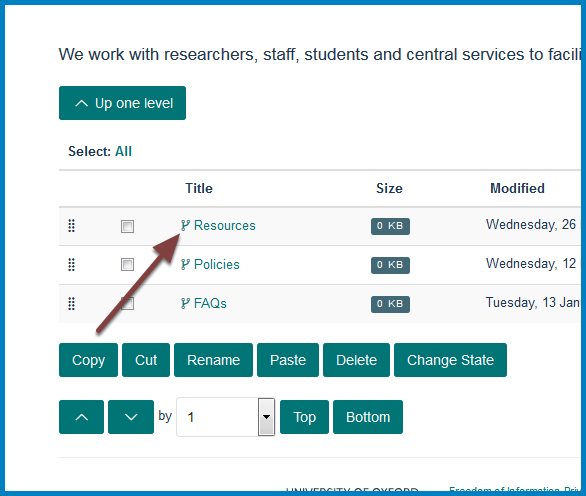 We work with researchers, staff, students and central services to facili
Up one level
Select: All
Title Size Modified
Resources 0 KB Wednesday, 26
Policies 0 KB Wednesday, 12
FAQs 0 KB Tuesday, 13 Jan
Copy Cut Rename Paste Delete Change State
by 1 Top Bottom
UNIVERSITY OF OXFORD Freedom of Information Priv